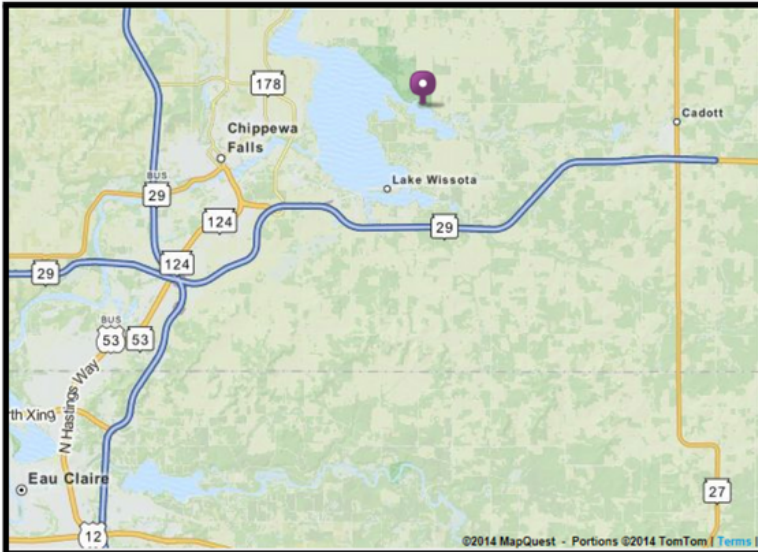 178
Chippewa
Falls
Cadott
Lake Wissota
BUS
29
124
29
124
29
BUS
53
53
N Hastings Way
rth Xing
Eau Claire
27
12
©2014 MapQuest - Portions ©2014 TomTom | Terms |